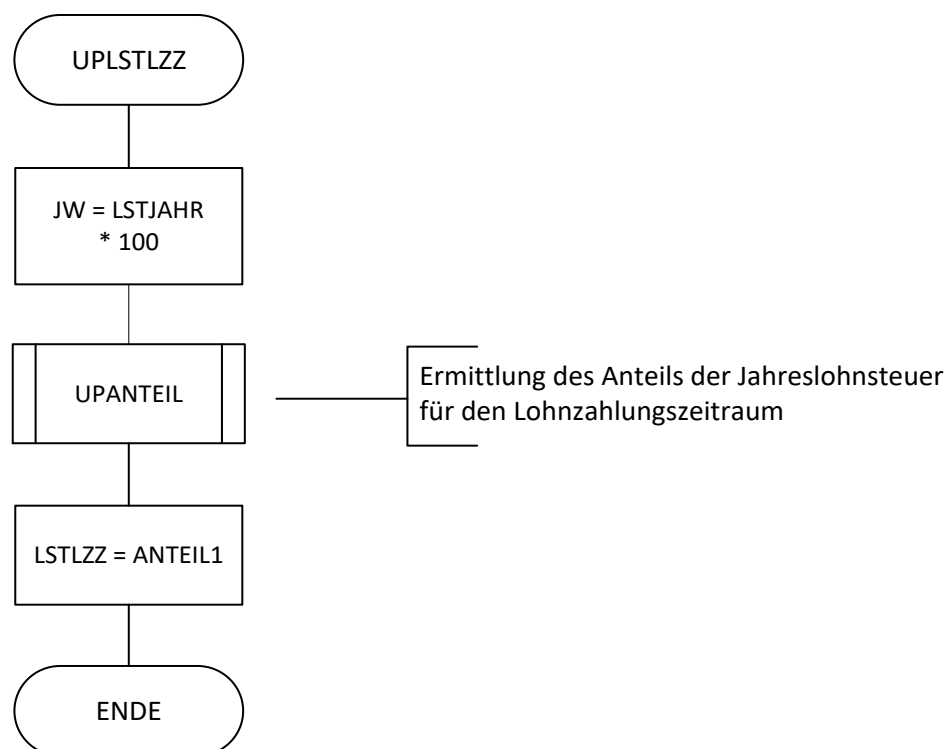 UPLSTLZZ
JW = LSTJAHR
* 100
UPANTEIL
Ermittlung des Anteils der Jahreslohnsteuer
für den Lohnzahlungszeitraum
LSTLZZ = ANTEIL1
ENDE